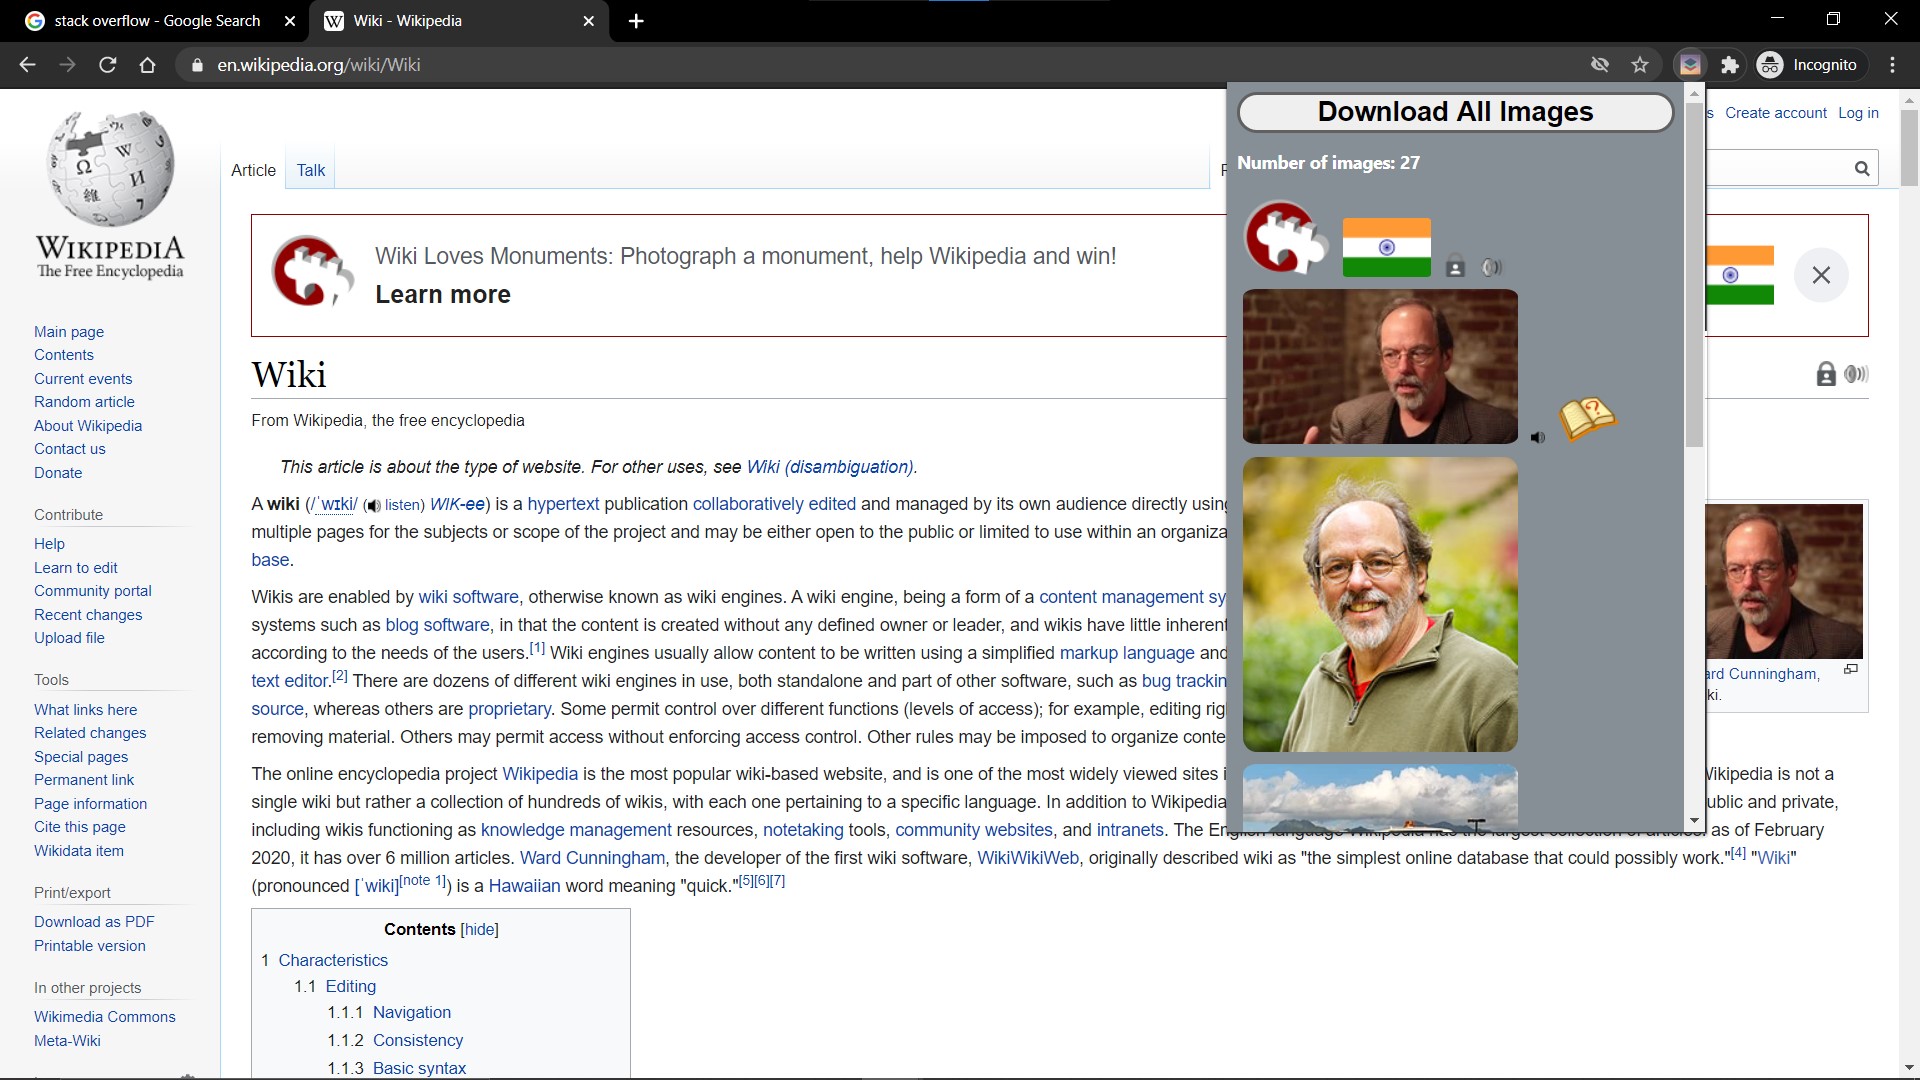 stack overflow - Google Search
Wiki - Wikipedia
en.wikipedia.org/wiki/Wiki
Incognito
Download All Images
Number of images: 27
Create account Log in
WIKIPEDIA
The Free Encyclopedia
Main page
Contents
Current events
Random article
About Wikipedia
Contact us
Donate
Contribute
Help
Learn to edit
Community portal
Recent changes
Upload file
Tools
What links here
Related changes
Special pages
Permanent link
Page information
Cite this page
Wikidata item
Print/export
Download as PDF
Printable version
In other projects
Wikimedia Commons
Meta-Wiki
Article Talk
Wiki Loves Monuments: Photograph a monument, help Wikipedia and win!
Learn more
Wiki
From Wikipedia, the free encyclopedia
This article is about the type of website. For other uses, see Wiki (disambiguation).
A wiki (/ˈwɪki/ ( listen) WIK-ee) is a hypertext publication collaboratively edited and managed by its own audience directly using
multiple pages for the subjects or scope of the project and may be either open to the public or limited to use within an organiza
base.
Wikis are enabled by wiki software, otherwise known as wiki engines. A wiki engine, being a form of a content management sy
systems such as blog software, in that the content is created without any defined owner or leader, and wikis have little inherent
according to the needs of the users.[1] Wiki engines usually allow content to be written using a simplified markup language and
text editor.[2] There are dozens of different wiki engines in use, both standalone and part of other software, such as bug trackin
source, whereas others are proprietary. Some permit control over different functions (levels of access); for example, editing rig
removing material. Others may permit access without enforcing access control. Other rules may be imposed to organize conte
ard Cunningham,
ki.
The online encyclopedia project Wikipedia is the most popular wiki-based website, and is one of the most widely viewed sites i Wikipedia is not a
single wiki but rather a collection of hundreds of wikis, with each one pertaining to a specific language. In addition to Wikipedia ublic and private,
including wikis functioning as knowledge management resources, notetaking tools, community websites, and intranets. The English-language Wikipedia has the largest collection of articles: as of February
2020, it has over 6 million articles. Ward Cunningham, the developer of the first wiki software, WikiWikiWeb, originally described wiki as "the simplest online database that could possibly work."[4] "Wiki"
(pronounced [ˈwiki][note 1]) is a Hawaiian word meaning "quick."[5][6][7]
Contents [hide]
1 Characteristics
1.1 Editing
1.1.1 Navigation
1.1.2 Consistency
1.1.3 Basic syntax